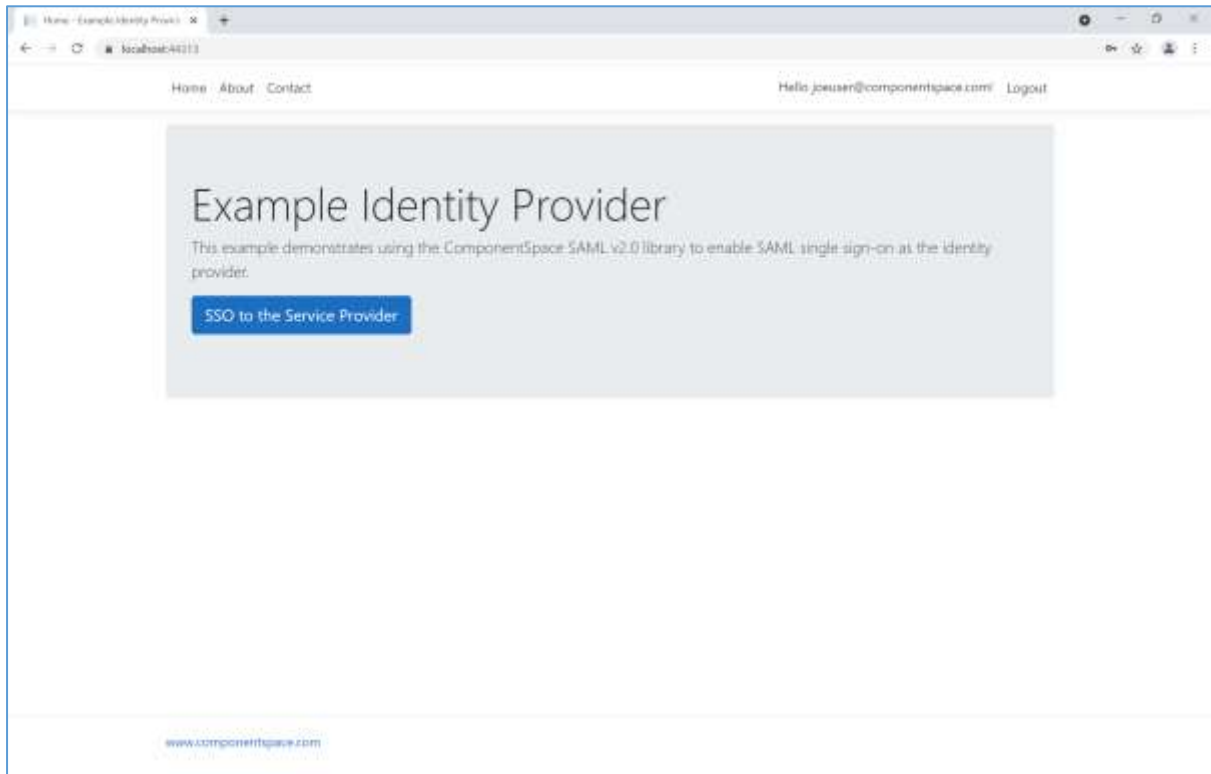 Home - Example Identity Provi
localhost:44313
Home About Contact
Hello joeuser@componentspace.com! Logout
Example Identity Provider
This example demonstrates using the ComponentSpace SAML v2.0 library to enable SAML single sign-on as the identity
provider.
SSO to the Service Provider
www.componentspace.com